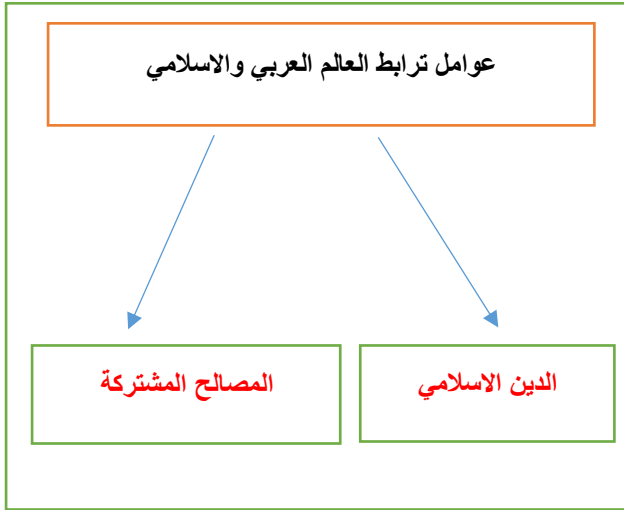 عوامل ترابط العالم العربي والاسلامي
الدين الاسلامي
المصالح المشتركة